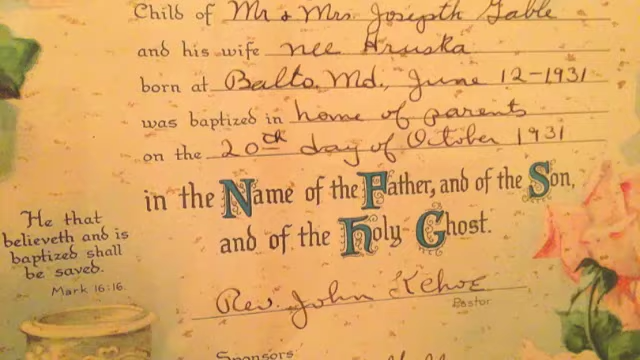 Child of Mr & Mrs. Joseph Gable
and his wife nee Hruska
born at Balto. Md., June 12-1931
was baptized in home of parents
on the 20th day of October 1931
in the Name of the Father, and of the Son,
and of the Holy Ghost.
He that
believeth and is
baptized shall
be saved.
Mark 16:16.
Rev. John Kehoe
Pastor
Sponsors